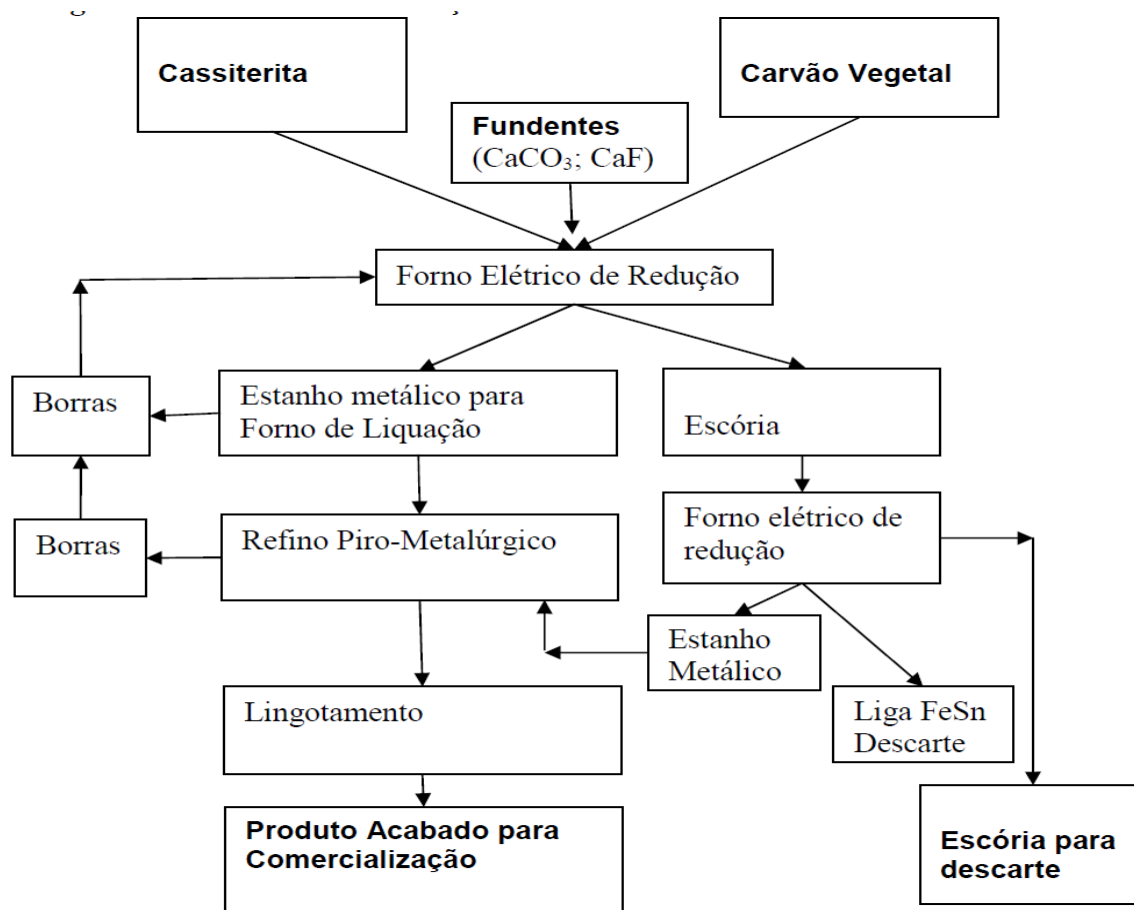 Cassiterita
Carvão Vegetal
Fundentes
(CaCO₃; CaF)
Forno Elétrico de Redução
Borras
Estanho metálico para
Forno de Liquação
Escória
Borras
Refino Piro-Metalúrgico
Forno elétrico de
redução
Estanho
Metálico
Lingotamento
Liga FeSn
Descarte
Produto Acabado para
Comercialização
Escória para
descarte